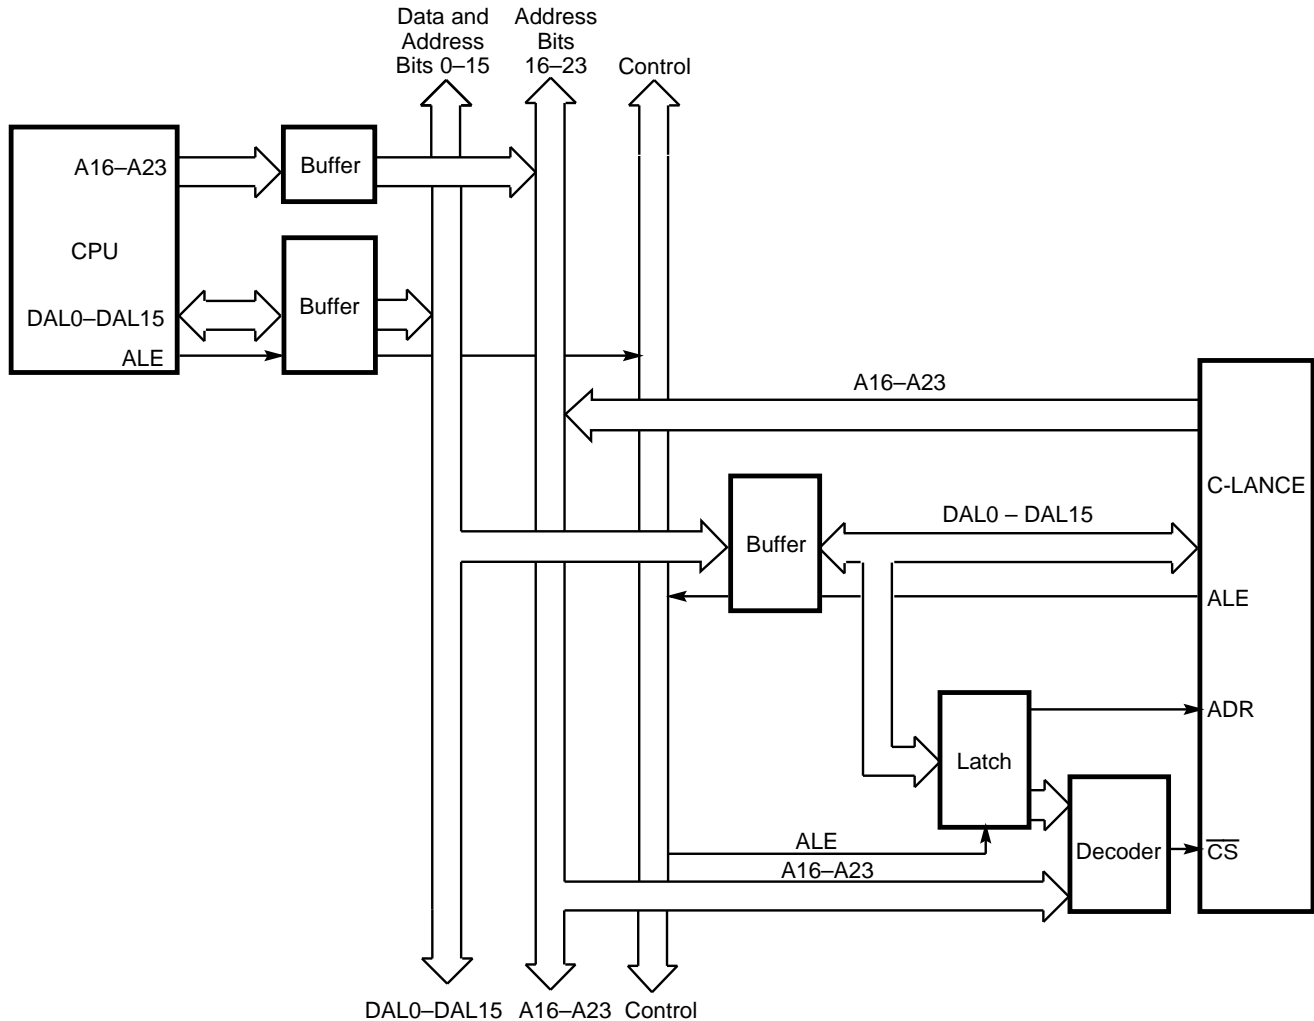 Data and
Address
Bits 0–15
Address
Bits
16–23
Control
A16–A23
Buffer
CPU
DAL0–DAL15
Buffer
ALE
A16–A23
C-LANCE
DAL0 – DAL15
Buffer
ALE
ADR
Latch
ALE
Decoder
CS
A16–A23
DAL0–DAL15
A16–A23
Control